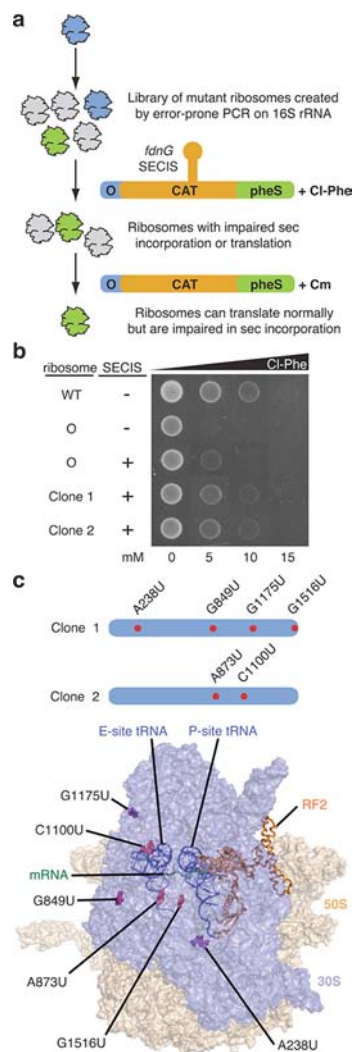 a
Library of mutant ribosomes created
by error-prone PCR on 16S rRNA
fdnG
SECIS
O CAT pheS + Cl-Phe
Ribosomes with impaired sec
incorporation or translation
O CAT pheS + Cm
Ribosomes can translate normally
but are impaired in sec incorporation
b
ribosome SECIS Cl-Phe
WT -
O -
O +
Clone 1 +
Clone 2 +
mM 0 5 10 15
c
A238U G849U G1175U G1516U
Clone 1
A873U C1100U
Clone 2
E-site tRNA P-site tRNA
G1175U
RF2
C1100U
mRNA
50S
G849U
30S
A873U
G1516U A238U